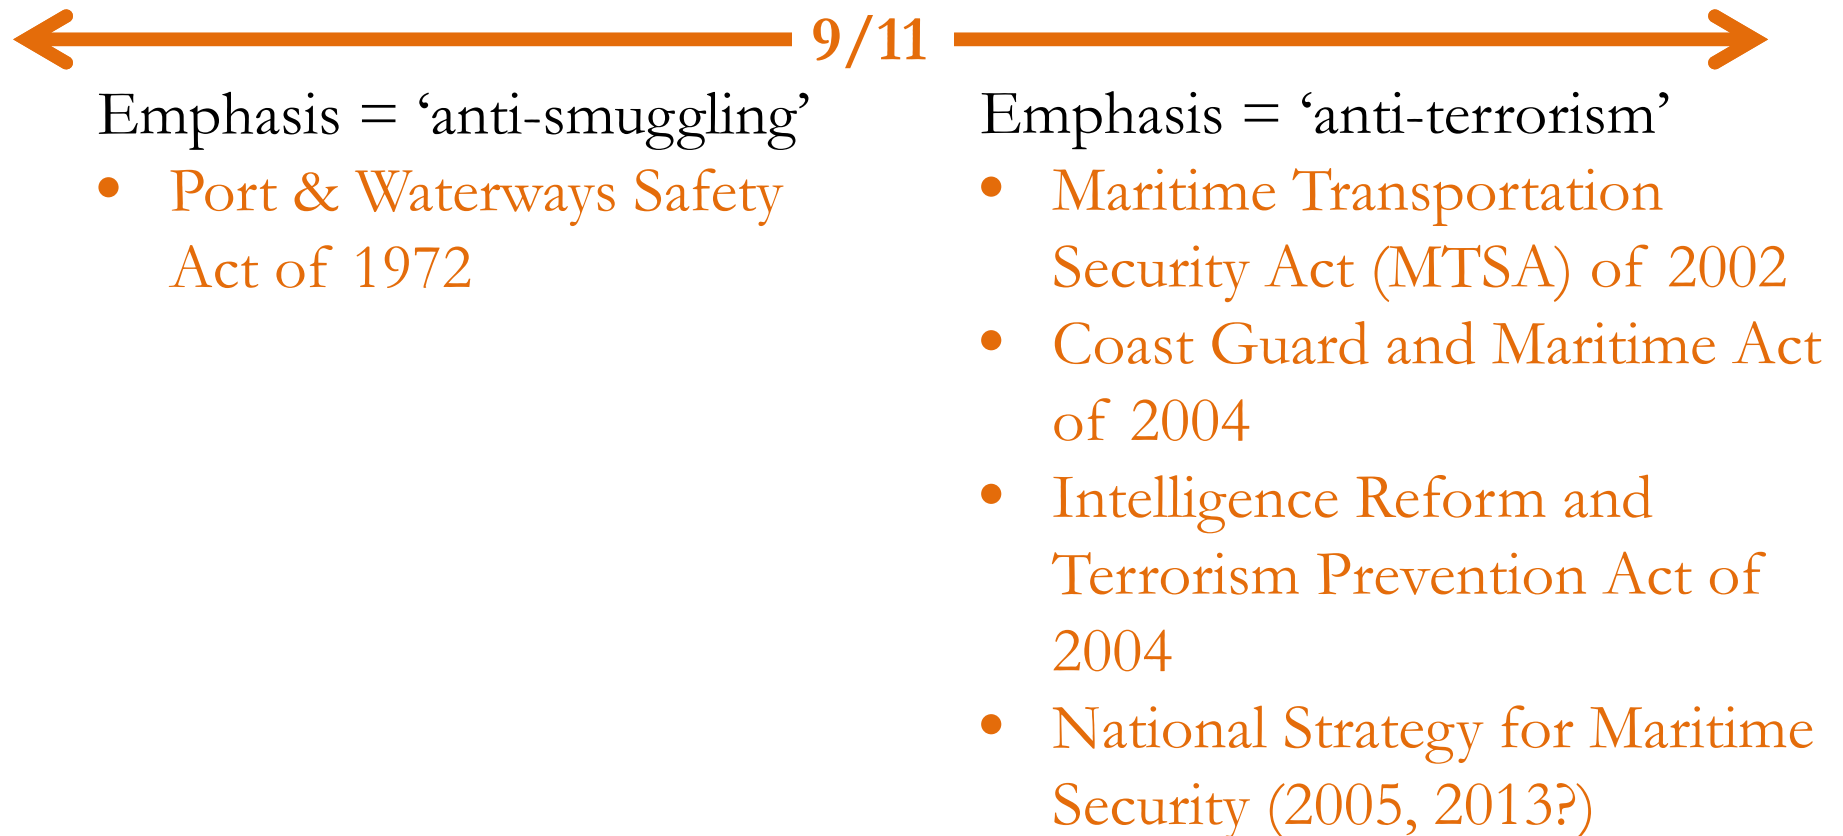 9/11
Emphasis = ‘anti-smuggling’
• Port & Waterways Safety
Act of 1972
Emphasis = ‘anti-terrorism’
• Maritime Transportation
Security Act (MTSA) of 2002
• Coast Guard and Maritime Act
of 2004
• Intelligence Reform and
Terrorism Prevention Act of
2004
• National Strategy for Maritime
Security (2005, 2013?)